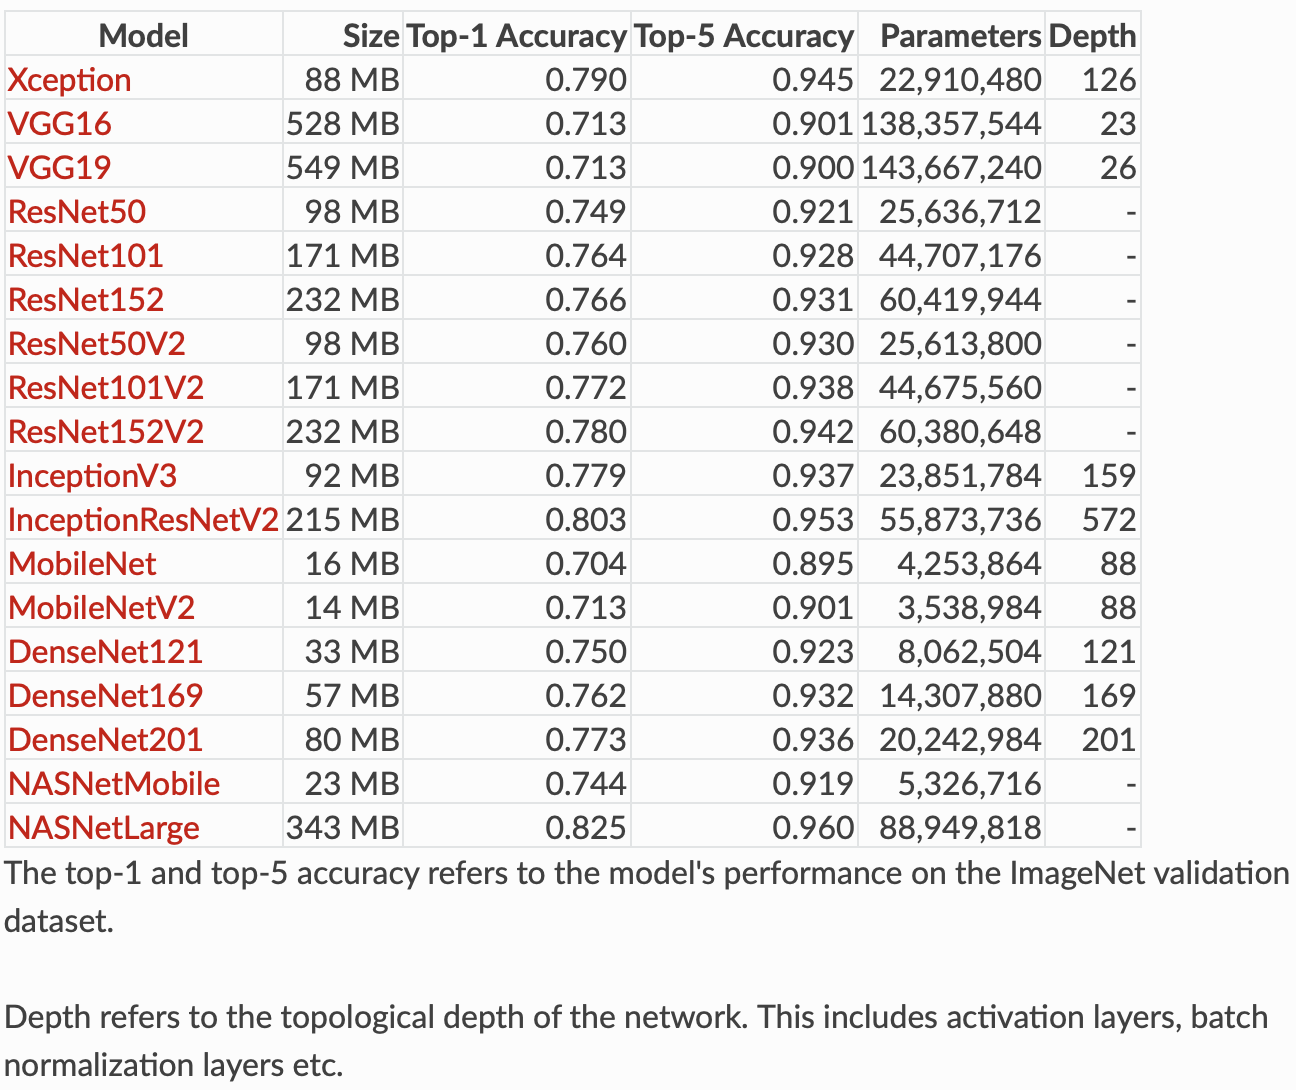 Model Size Top-1 Accuracy Top-5 Accuracy Parameters Depth
Xception 88 MB 0.790 0.945 22,910,480 126
VGG16 528 MB 0.713 0.901 138,357,544 23
VGG19 549 MB 0.713 0.900 143,667,240 26
ResNet50 98 MB 0.749 0.921 25,636,712 -
ResNet101 171 MB 0.764 0.928 44,707,176 -
ResNet152 232 MB 0.766 0.931 60,419,944 -
ResNet50V2 98 MB 0.760 0.930 25,613,800 -
ResNet101V2 171 MB 0.772 0.938 44,675,560 -
ResNet152V2 232 MB 0.780 0.942 60,380,648 -
InceptionV3 92 MB 0.779 0.937 23,851,784 159
InceptionResNetV2 215 MB 0.803 0.953 55,873,736 572
MobileNet 16 MB 0.704 0.895 4,253,864 88
MobileNetV2 14 MB 0.713 0.901 3,538,984 88
DenseNet121 33 MB 0.750 0.923 8,062,504 121
DenseNet169 57 MB 0.762 0.932 14,307,880 169
DenseNet201 80 MB 0.773 0.936 20,242,984 201
NASNetMobile 23 MB 0.744 0.919 5,326,716 -
NASNetLarge 343 MB 0.825 0.960 88,949,818 -
The top-1 and top-5 accuracy refers to the model's performance on the ImageNet validation
dataset.
Depth refers to the topological depth of the network. This includes activation layers, batch
normalization layers etc.